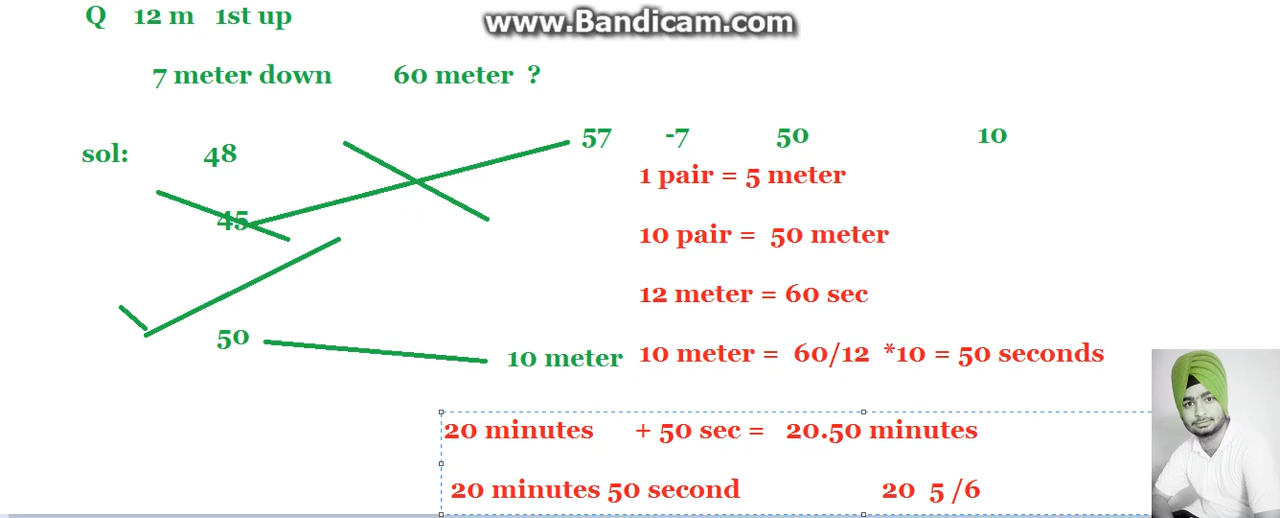 www.Bandicam.com
Q 12 m 1st up
7 meter down 60 meter ?
57 -7 50 10
sol: 48
1 pair = 5 meter
45
10 pair = 50 meter
12 meter = 60 sec
50
10 meter
10 meter = 60/12 *10 = 50 seconds
20 minutes + 50 sec = 20.50 minutes
20 minutes 50 second 20 5 /6